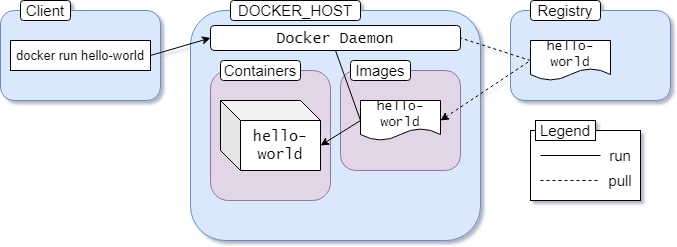 Client
docker run hello-world
DOCKER_HOST
Docker Daemon
Containers
hello-
world
Images
hello-
world
Registry
hello-
world
Legend
run
pull